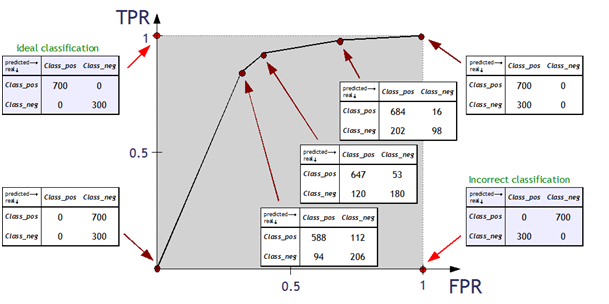 TPR
1
Ideal classification
predicted→
real↓ Class_pos Class_neg
Class_pos 700 0
Class_neg 0 300
predicted→
real↓ Class_pos Class_neg
Class_pos 684 16
Class_neg 202 98
predicted→
real↓ Class_pos Class_neg
Class_pos 700 0
Class_neg 300 0
0.5
predicted→
real↓ Class_pos Class_neg
Class_pos 647 53
Class_neg 120 180
Incorrect classification
predicted→
real↓ Class_pos Class_neg
Class_pos 0 700
Class_neg 300 0
predicted→
real↓ Class_pos Class_neg
Class_pos 0 700
Class_neg 0 300
predicted→
real↓ Class_pos Class_neg
Class_pos 588 112
Class_neg 94 206
0.5
1
FPR